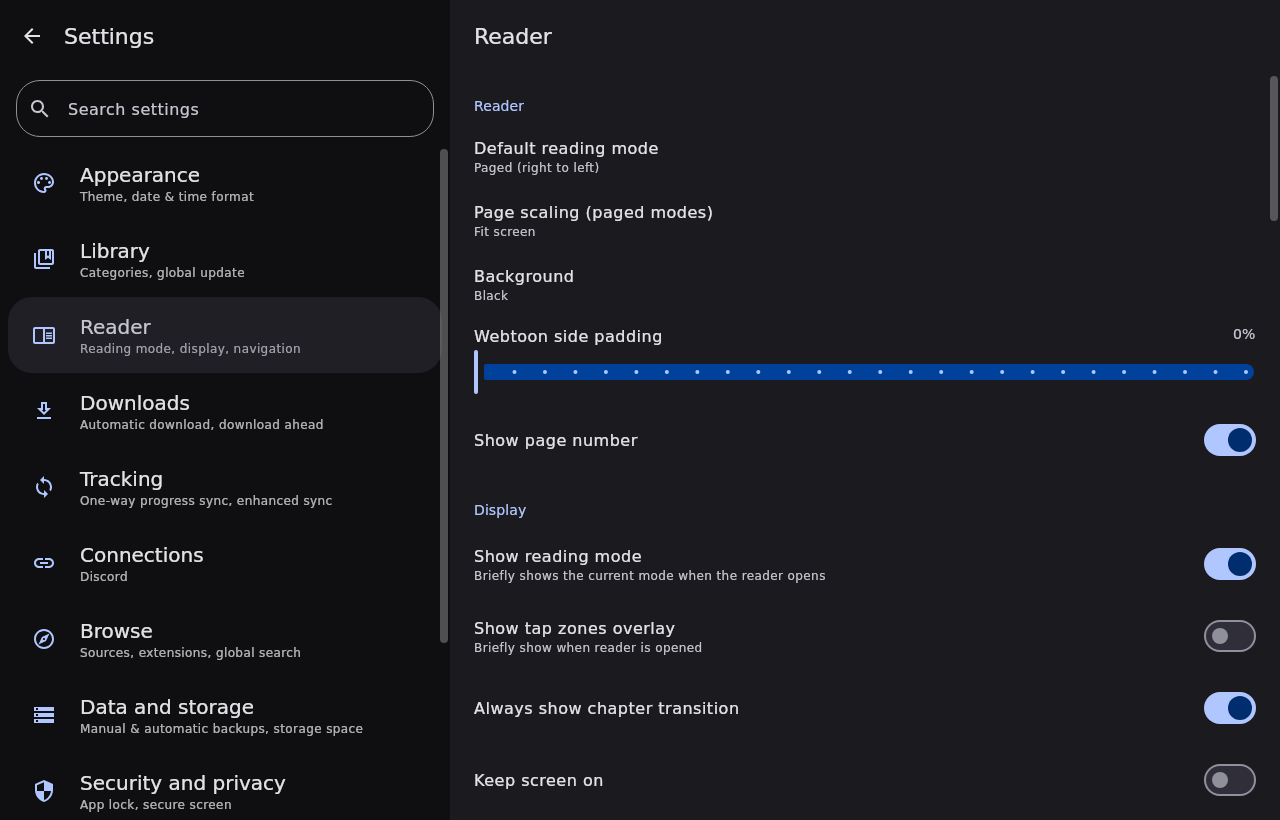 Settings
Search settings
Appearance
Theme, date & time format
Library
Categories, global update
Reader
Reading mode, display, navigation
Downloads
Automatic download, download ahead
Tracking
One-way progress sync, enhanced sync
Connections
Discord
Browse
Sources, extensions, global search
Data and storage
Manual & automatic backups, storage space
Security and privacy
App lock, secure screen
Reader
Reader
Default reading mode
Paged (right to left)
Page scaling (paged modes)
Fit screen
Background
Black
Webtoon side padding
0%
Show page number
Display
Show reading mode
Briefly shows the current mode when the reader opens
Show tap zones overlay
Briefly show when reader is opened
Always show chapter transition
Keep screen on